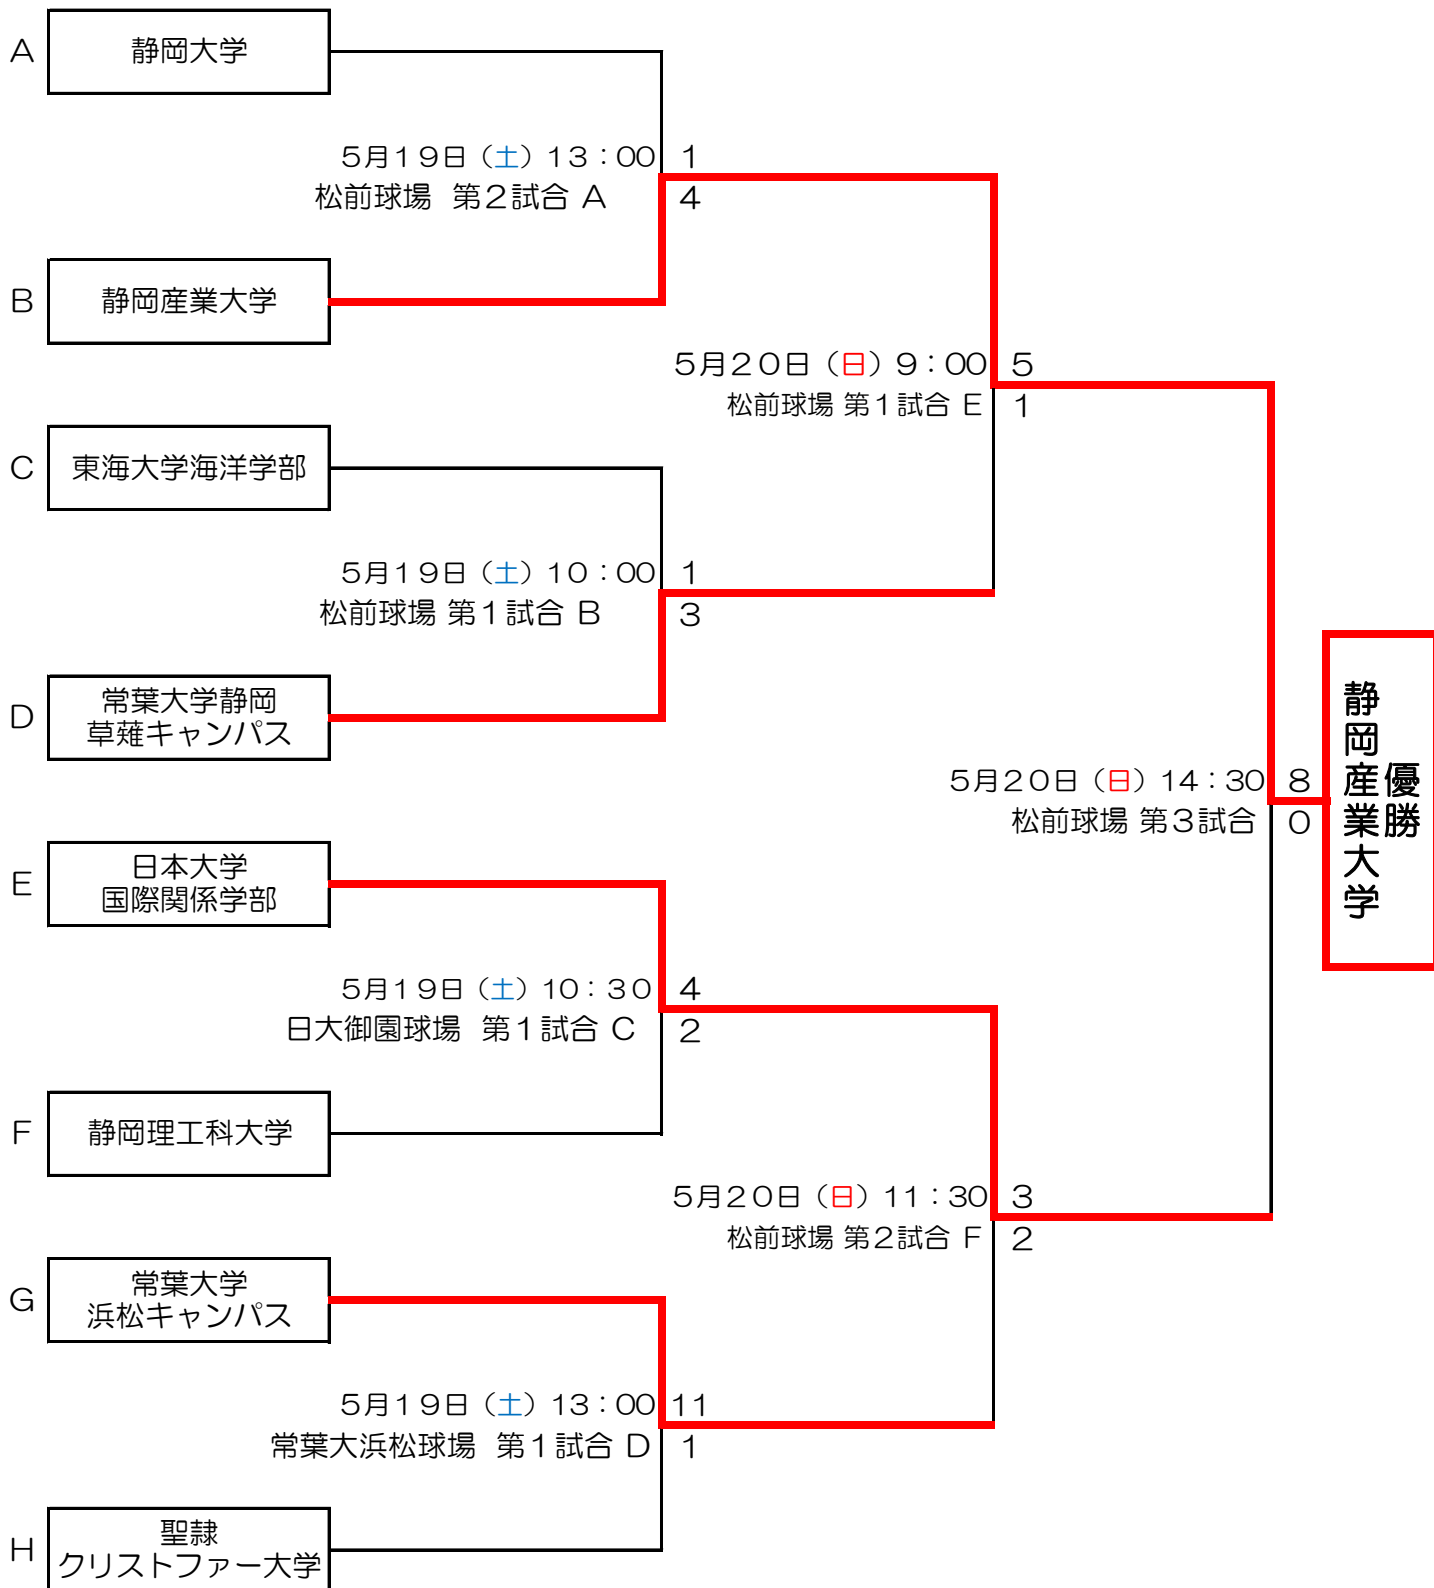 A
静岡大学
5月19日（土）13：00
1
松前球場 第2試合 A
4
B
静岡産業大学
5月20日（日）9：00
5
松前球場 第1試合 E
1
C
東海大学海洋学部
5月19日（土）10：00
1
松前球場 第1試合 B
3
D
常葉大学静岡
草薙キャンパス
5月20日（日）14：30
8
松前球場 第3試合
0
優勝
静岡産業大学
E
日本大学
国際関係学部
5月19日（土）10：30
4
日大御園球場 第1試合 C
2
F
静岡理工科大学
5月20日（日）11：30
3
松前球場 第2試合 F
2
G
常葉大学
浜松キャンパス
5月19日（土）13：00
11
常葉大浜松球場 第1試合 D
1
H
聖隷
クリストファー大学